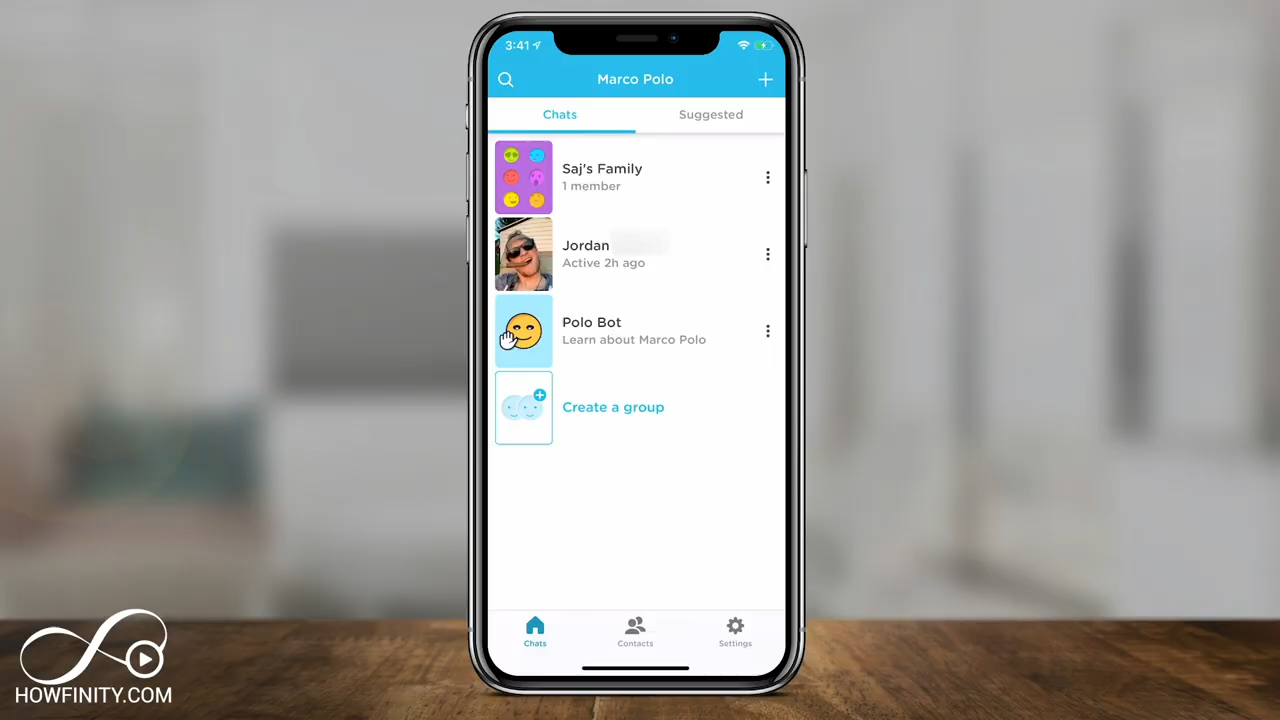 3:41
Marco Polo
Chats
Suggested
Saj's Family
1 member
Jordan
Active 2h ago
Polo Bot
Learn about Marco Polo
Create a group
Chats
Contacts
Settings
HOWFINITY.COM